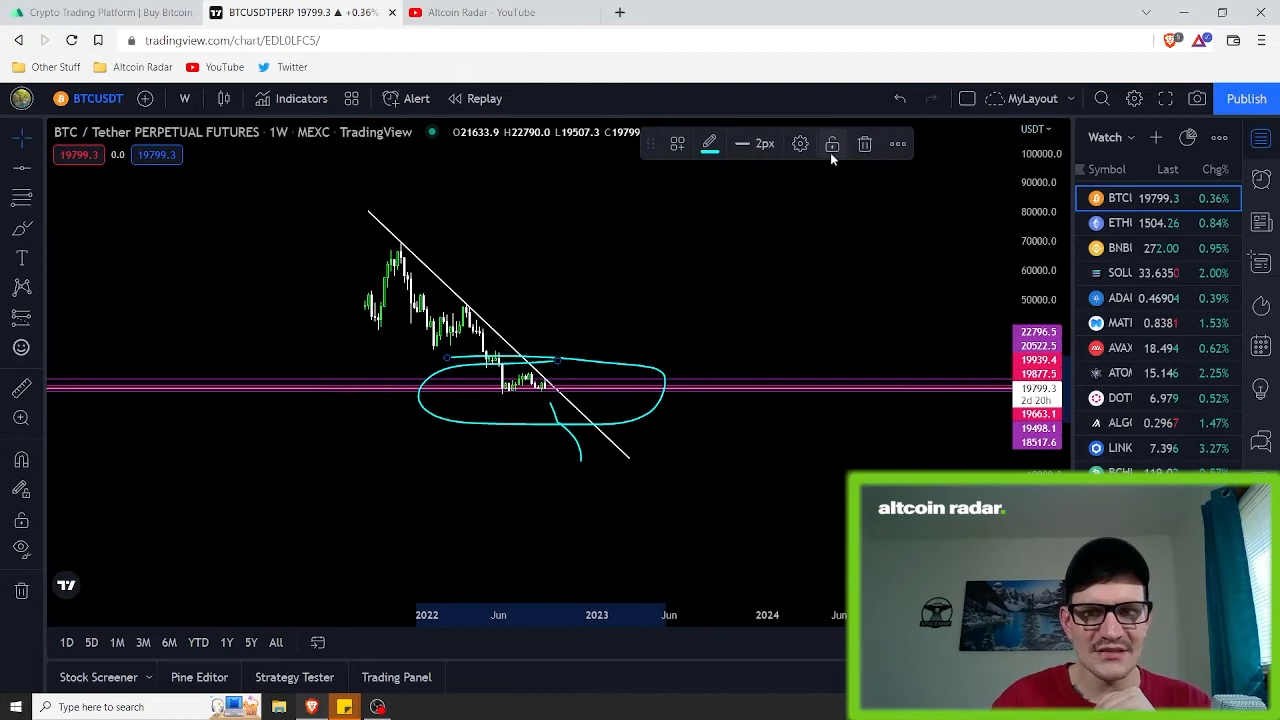 Crypto Trading Platform | Buy Bitcoin,
BTCUSDTPERP 19799.3 ▲ +0.36%
Altcoin Radar - YouTube
tradingview.com/chart/EDL0LFC5/
Other Stuff
Altcoin Radar
YouTube
Twitter
BTCUSDT
W
Indicators
Alert
Replay
MyLayout
Publish
BTC / Tether PERPETUAL FUTURES · 1W · MEXC · TradingView
O21633.9 H22790.0 L19507.3 C19799
19799.3 0.0 19799.3
2px
USDT
100000.0
90000.0
80000.0
70000.0
60000.0
50000.0
22796.5
20522.5
19939.4
19877.5
19799.3
2d 20h
19663.1
19498.1
18517.6
Watch
Symbol Last Chg%
BTCU 19799.3 0.36%
ETHU 1504.26 0.84%
BNBU 272.00 0.95%
SOLU 33.6350 2.00%
ADAU 0.46904 0.39%
MATI 0.8381 1.53%
AVAX 18.494 0.62%
ATOM 15.146 2.25%
DOTU 6.979 0.52%
ALGO 0.2967 1.47%
LINK 7.396 3.27%
2022 Jun 2023 Jun 2024 Jun
1D 5D 1M 3M 6M YTD 1Y 5Y All
Stock Screener
Pine Editor
Strategy Tester
Trading Panel
altcoin radar.
Type here to search